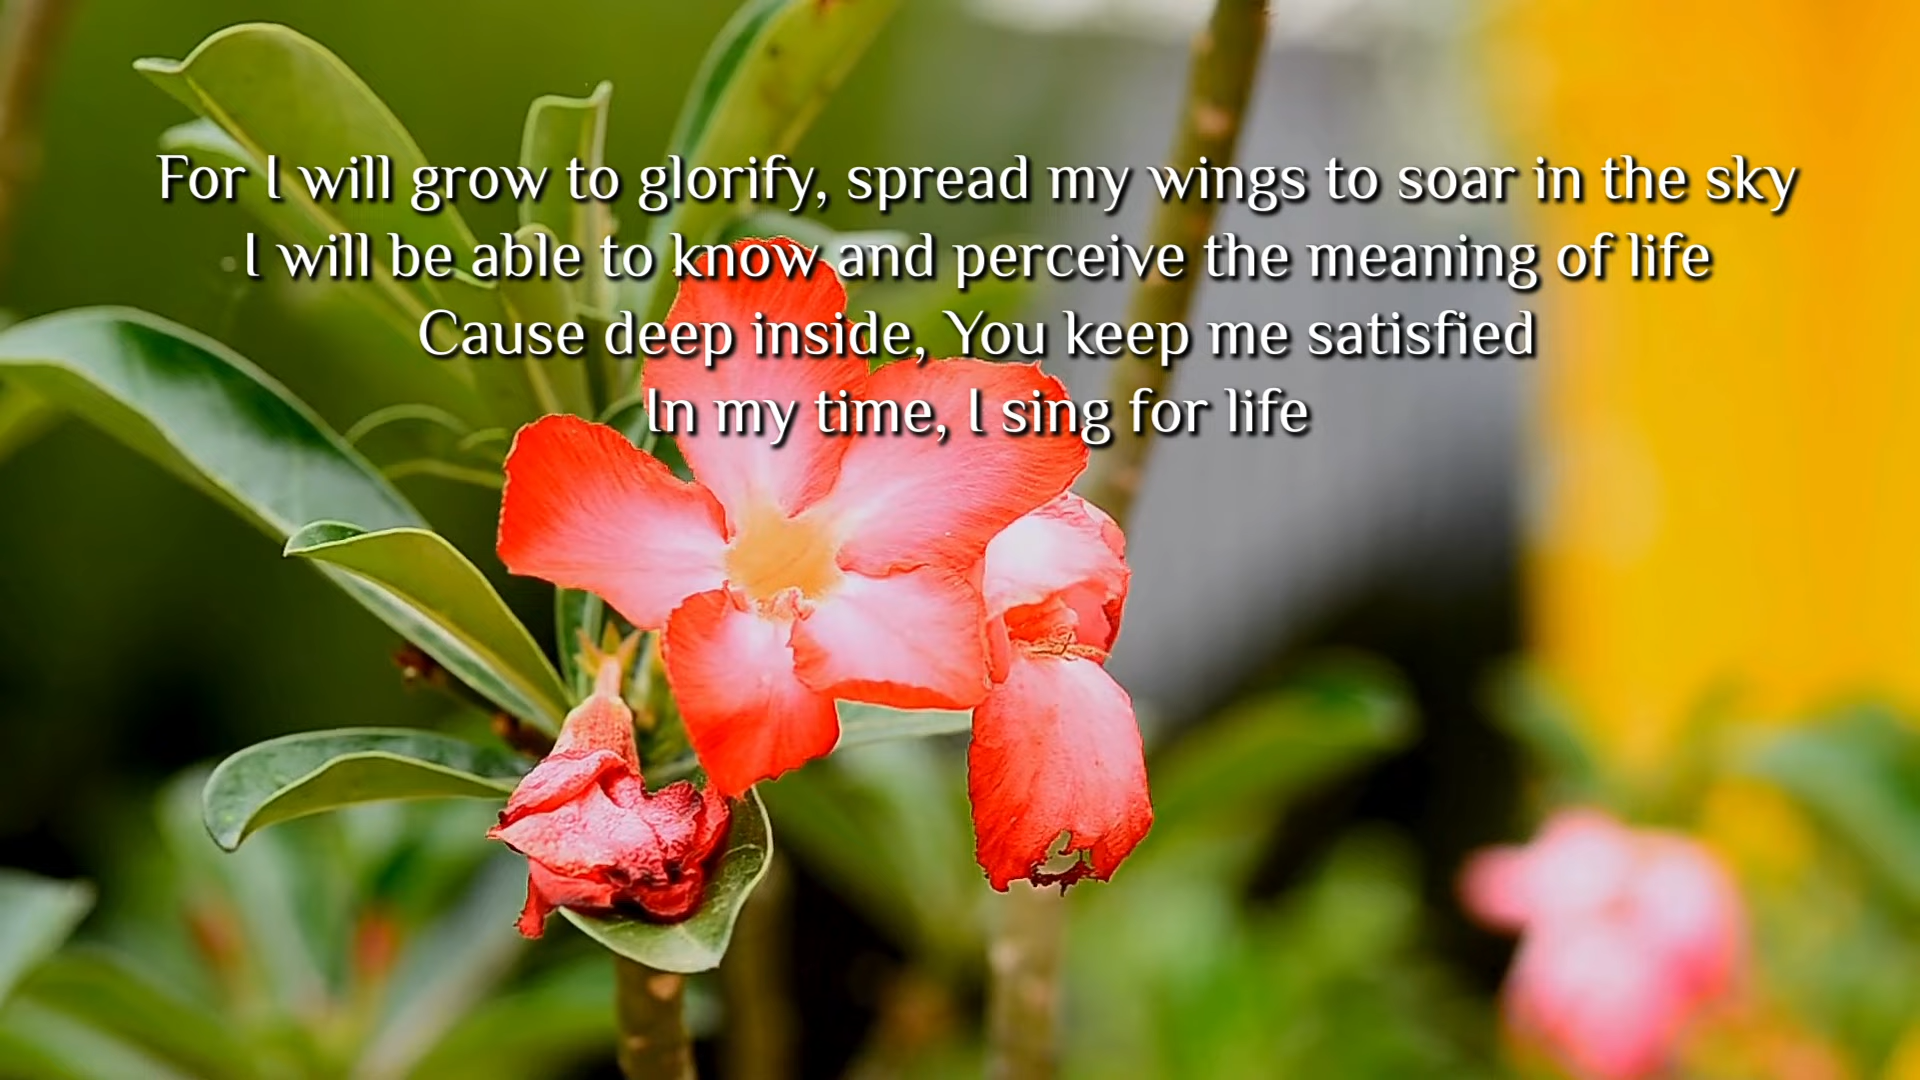 For I will grow to glorify, spread my wings to soar in the sky
I will be able to know and perceive the meaning of life
Cause deep inside, You keep me satisfied
In my time, I sing for life